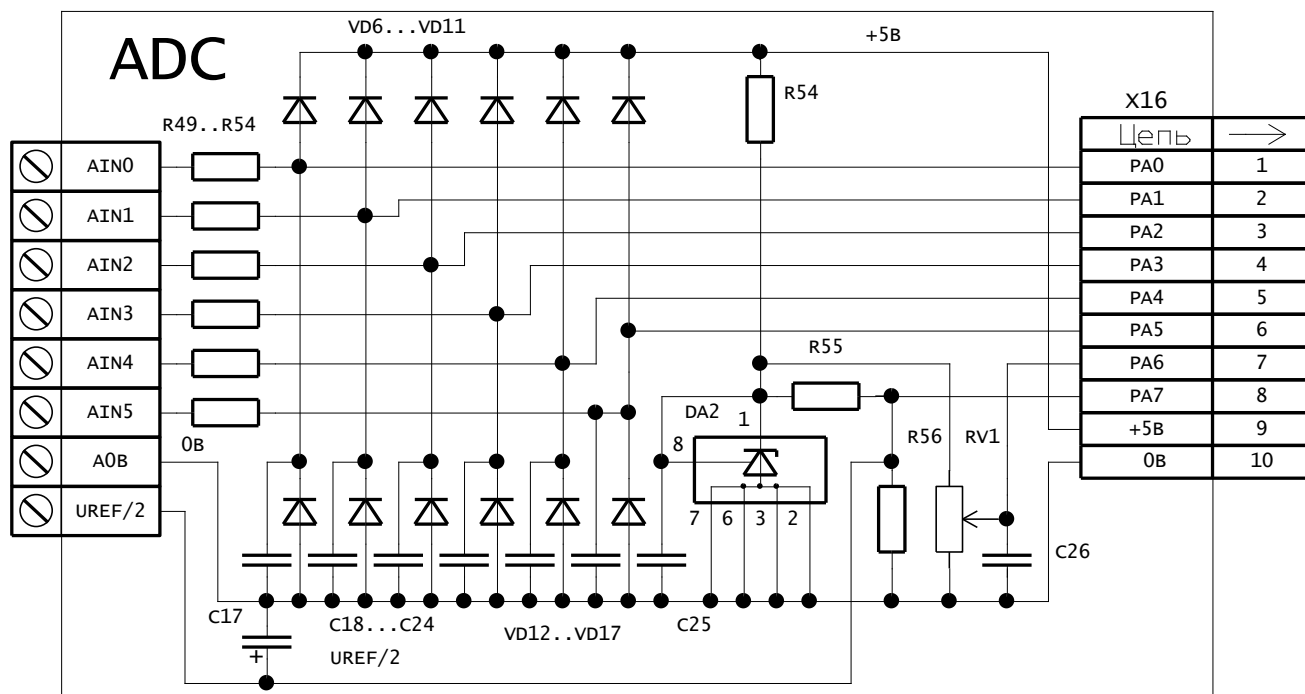 VD6...VD11
+5В
ADC
R54
X16
R49..R54
Цепь
AIN0
PA0
1
AIN1
PA1
2
AIN2
PA2
3
AIN3
PA3
4
AIN4
PA4
5
PA5
6
R55
PA6
7
AIN5
DA2
1
PA7
8
0В
8
R56
RV1
+5В
9
А0В
0В
10
UREF/2
7
6
3
2
C26
C17
C18...C24
VD12..VD17
C25
+
UREF/2